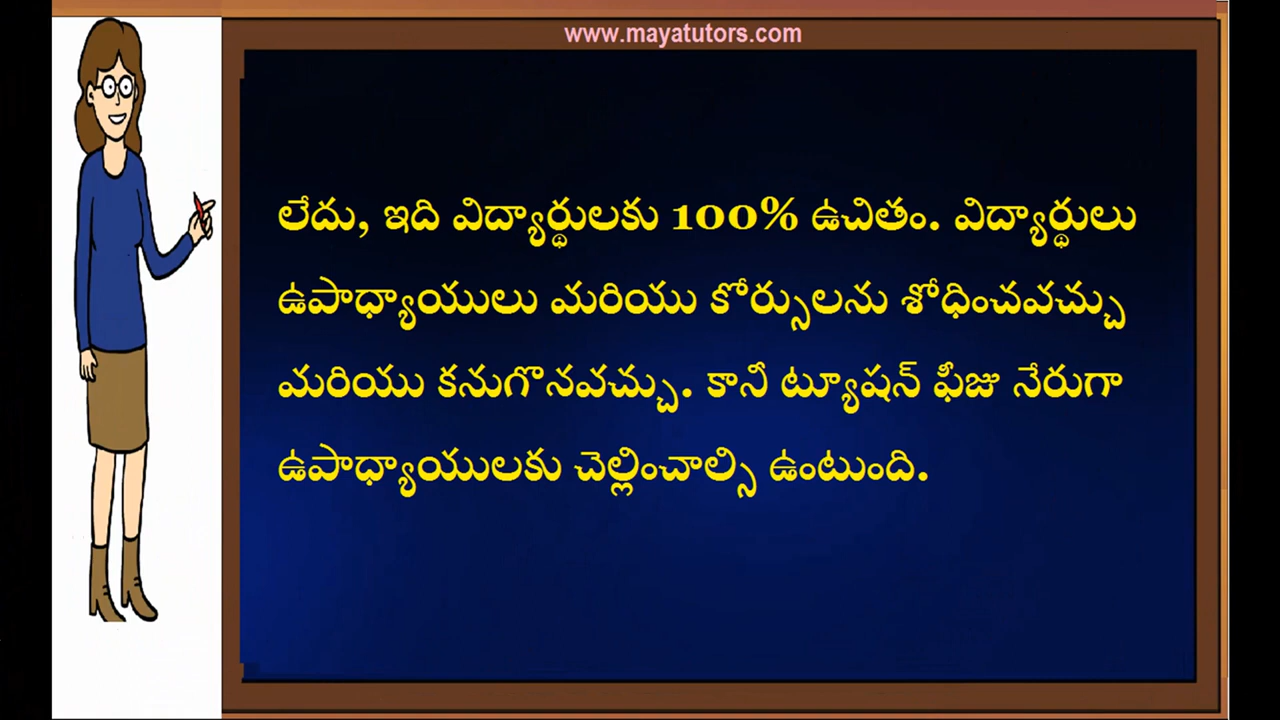 www.mayatutors.com
లేదు, ఇది విద్యార్థులకు 100% ఉచితం. విద్యార్థులు
ఉపాధ్యాయులు మరియు కోర్సులను శోధించవచ్చు
మరియు కనుగొనవచ్చు. కానీ ట్యూషన్ ఫీజు నేరుగా
ఉపాధ్యాయులకు చెల్లించాల్సి ఉంటుంది.